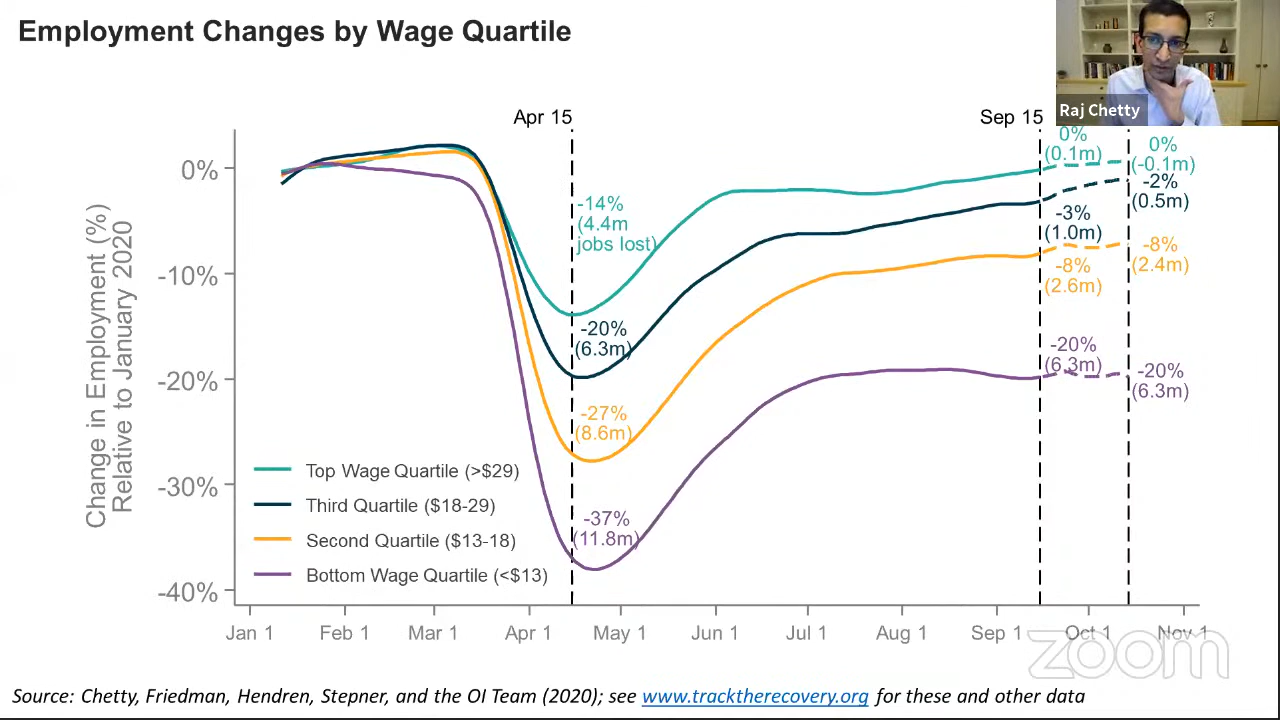 Employment Changes by Wage Quartile
Raj Chetty
Apr 15
Sep 15
0%
(0.1m)
0%
(-0.1m)
-2%
(0.5m)
-3%
(1.0m)
-8%
(2.4m)
-8%
(2.6m)
-20%
(6.3m)
-20%
(6.3m)
-14%
(4.4m
jobs lost)
-20%
(6.3m)
-27%
(8.6m)
-37%
(11.8m)
Change in Employment (%)
Relative to January 2020
0%
-10%
-20%
-30%
-40%
Top Wage Quartile (>$29)
Third Quartile ($18-29)
Second Quartile ($13-18)
Bottom Wage Quartile (<$13)
Jan 1
Feb 1
Mar 1
Apr 1
May 1
Jun 1
Jul 1
Aug 1
Sep 1
Oct 1
Nov 1
zoom
Source: Chetty, Friedman, Hendren, Stepner, and the OI Team (2020); see www.tracktherecovery.org for these and other data